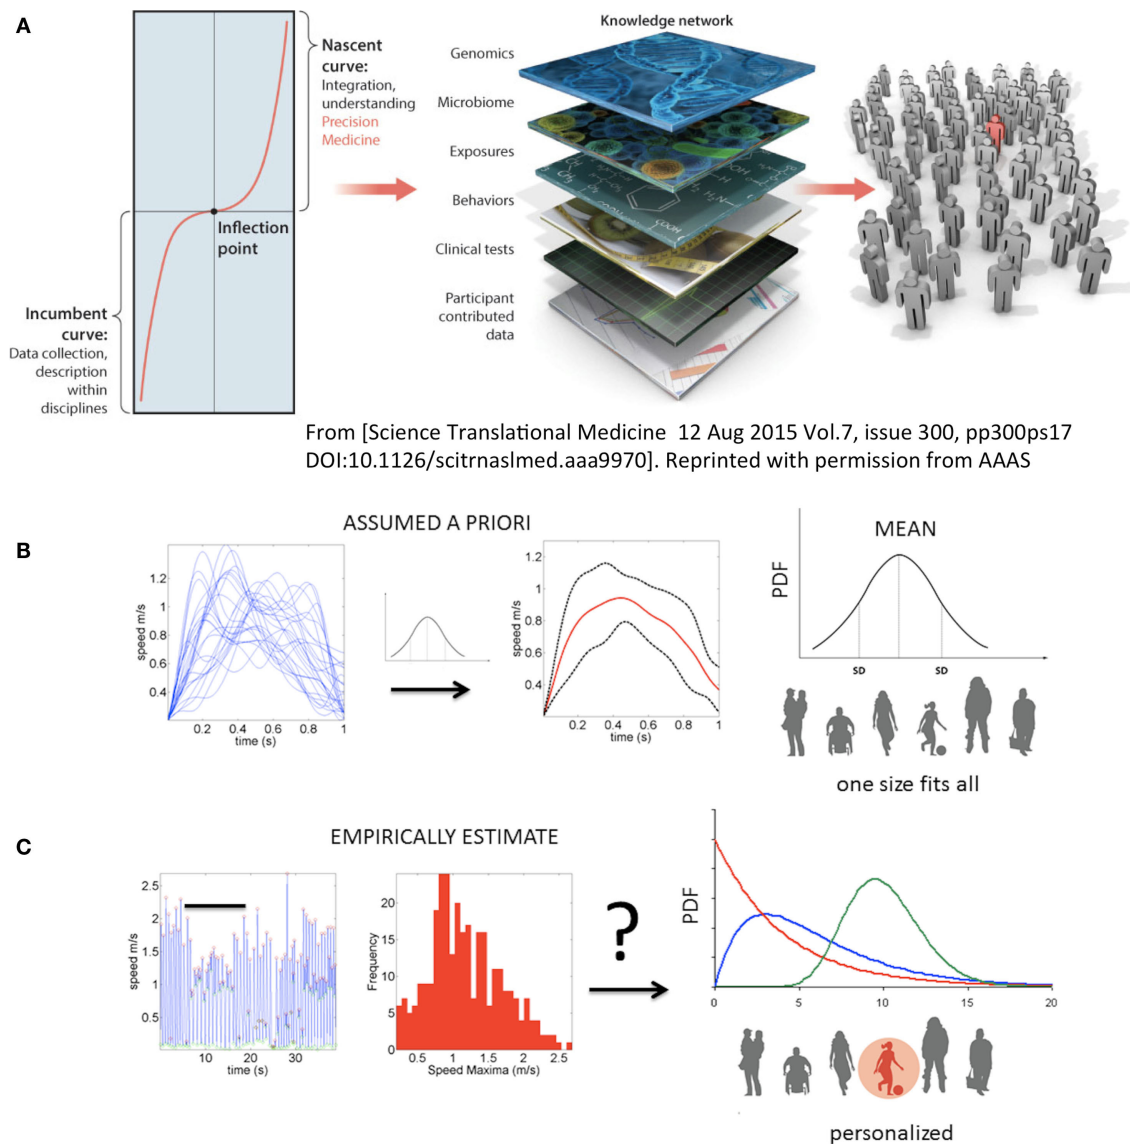 A
Nascent
curve:
Integration,
understanding
Precision
Medicine
Inflection
point
Incumbent
curve:
Data collection,
description
within
disciplines
Knowledge network
Genomics
Microbiome
Exposures
Behaviors
Clinical tests
Participant
contributed
data
From [Science Translational Medicine 12 Aug 2015 Vol.7, issue 300, pp300ps17
DOI:10.1126/scitrnaslmed.aaa9970]. Reprinted with permission from AAAS
B
ASSUMED A PRIORI
speed m/s
1.2
1
0.8
0.6
0.4
0.2 0.4 0.6 0.8 1
time (s)
speed m/s
1.2
1
0.8
0.6
0.4
0.2 0.4 0.6 0.8 1
time (s)
MEAN
PDF
SD SD
one size fits all
C
EMPIRICALLY ESTIMATE
speed m/s
2.5
2
1.5
1
0.5
10 20 30
time (s)
Frequency
20
15
10
5
0
0.5 1 1.5 2 2.5
Speed Maxima (m/s)
?
PDF
0 5 10 15 20
personalized